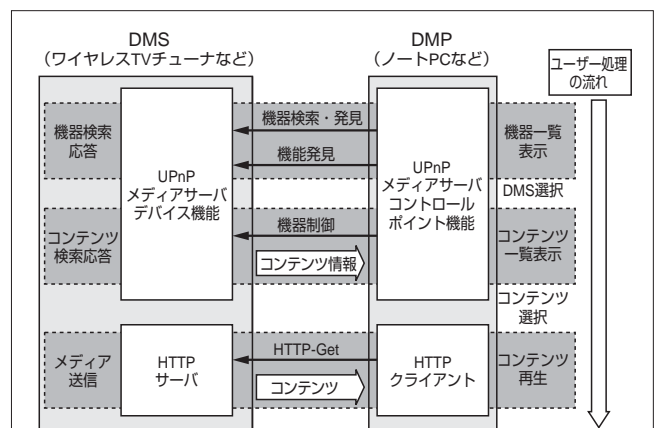 DMS
（ワイヤレスTVチューナなど）
DMP
（ノートPCなど）
ユーザー処理
の流れ
機器検索
応答
UPnP
メディアサーバ
デバイス機能
機器検索・発見
機能発見
UPnP
メディアサーバ
コントロール
ポイント機能
機器一覧
表示
DMS選択
コンテンツ
検索応答
機器制御
コンテンツ情報
コンテンツ
一覧表示
コンテンツ
選択
メディア
送信
HTTP
サーバ
HTTP-Get
コンテンツ
HTTP
クライアント
コンテンツ
再生